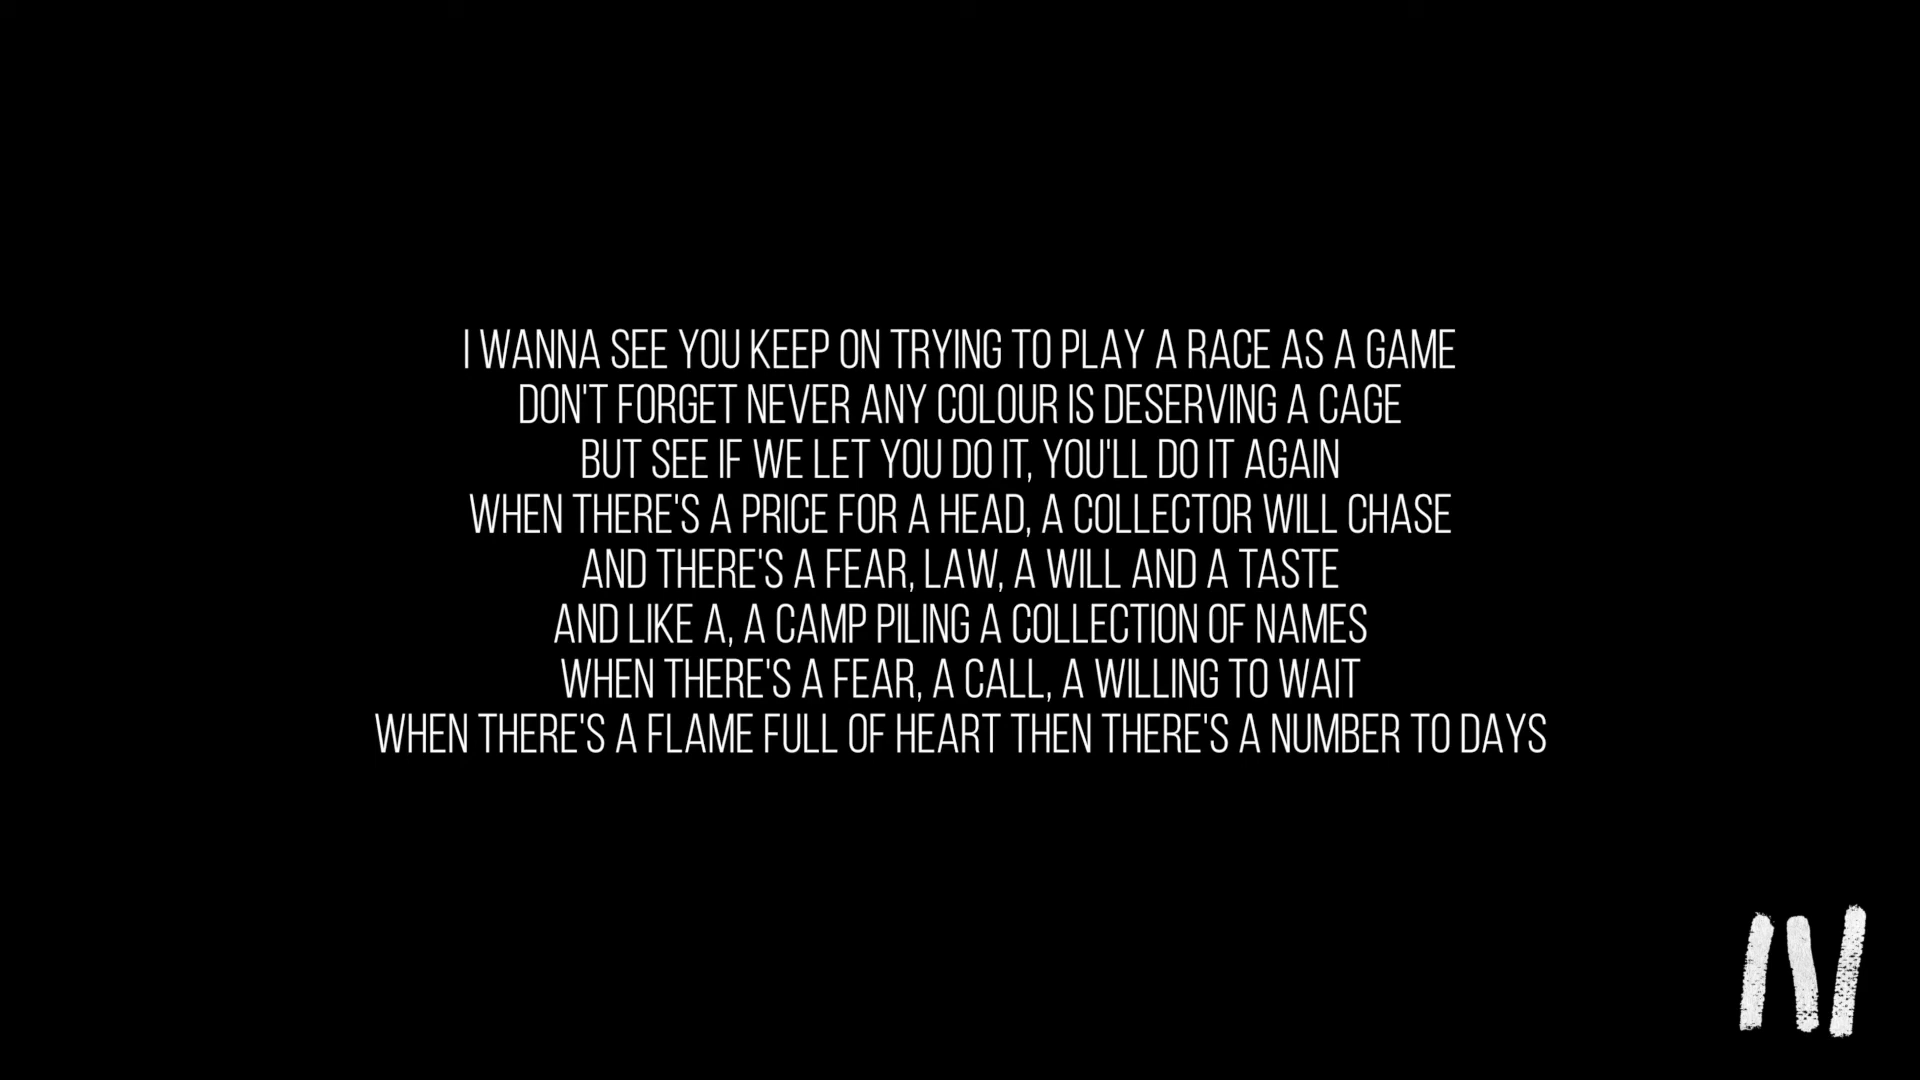 I WANNA SEE YOU KEEP ON TRYING TO PLAY A RACE AS A GAME
DON'T FORGET NEVER ANY COLOUR IS DESERVING A CAGE
BUT SEE IF WE LET YOU DO IT, YOU'LL DO IT AGAIN
WHEN THERE'S A PRICE FOR A HEAD, A COLLECTOR WILL CHASE
AND THERE'S A FEAR, LAW, A WILL AND A TASTE
AND LIKE A, A CAMP PILING A COLLECTION OF NAMES
WHEN THERE'S A FEAR, A CALL, A WILLING TO WAIT
WHEN THERE'S A FLAME FULL OF HEART THEN THERE'S A NUMBER TO DAYS